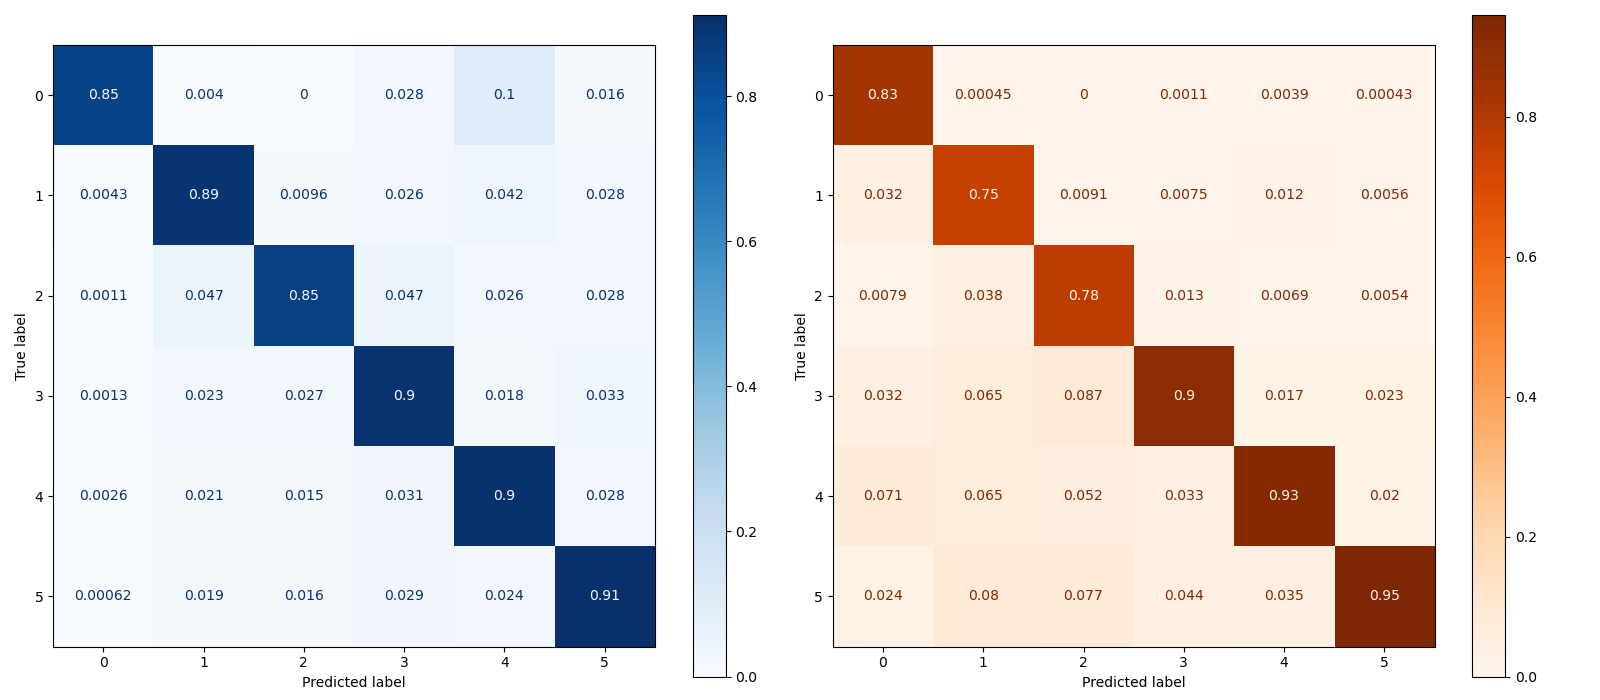 0 0.85 0.004 0 0.028 0.1 0.016
1 0.0043 0.89 0.0096 0.026 0.042 0.028
2 0.0011 0.047 0.85 0.047 0.026 0.028
3 0.0013 0.023 0.027 0.9 0.018 0.033
4 0.0026 0.021 0.015 0.031 0.9 0.028
5 0.00062 0.019 0.016 0.029 0.024 0.91
0 1 2 3 4 5
True label
Predicted label
0.8
0.6
0.4
0.2
0.0
0 0.83 0.00045 0 0.0011 0.0039 0.00043
1 0.032 0.75 0.0091 0.0075 0.012 0.0056
2 0.0079 0.038 0.78 0.013 0.0069 0.0054
3 0.032 0.065 0.087 0.9 0.017 0.023
4 0.071 0.065 0.052 0.033 0.93 0.02
5 0.024 0.08 0.077 0.044 0.035 0.95
0 1 2 3 4 5
True label
Predicted label
0.8
0.6
0.4
0.2
0.0